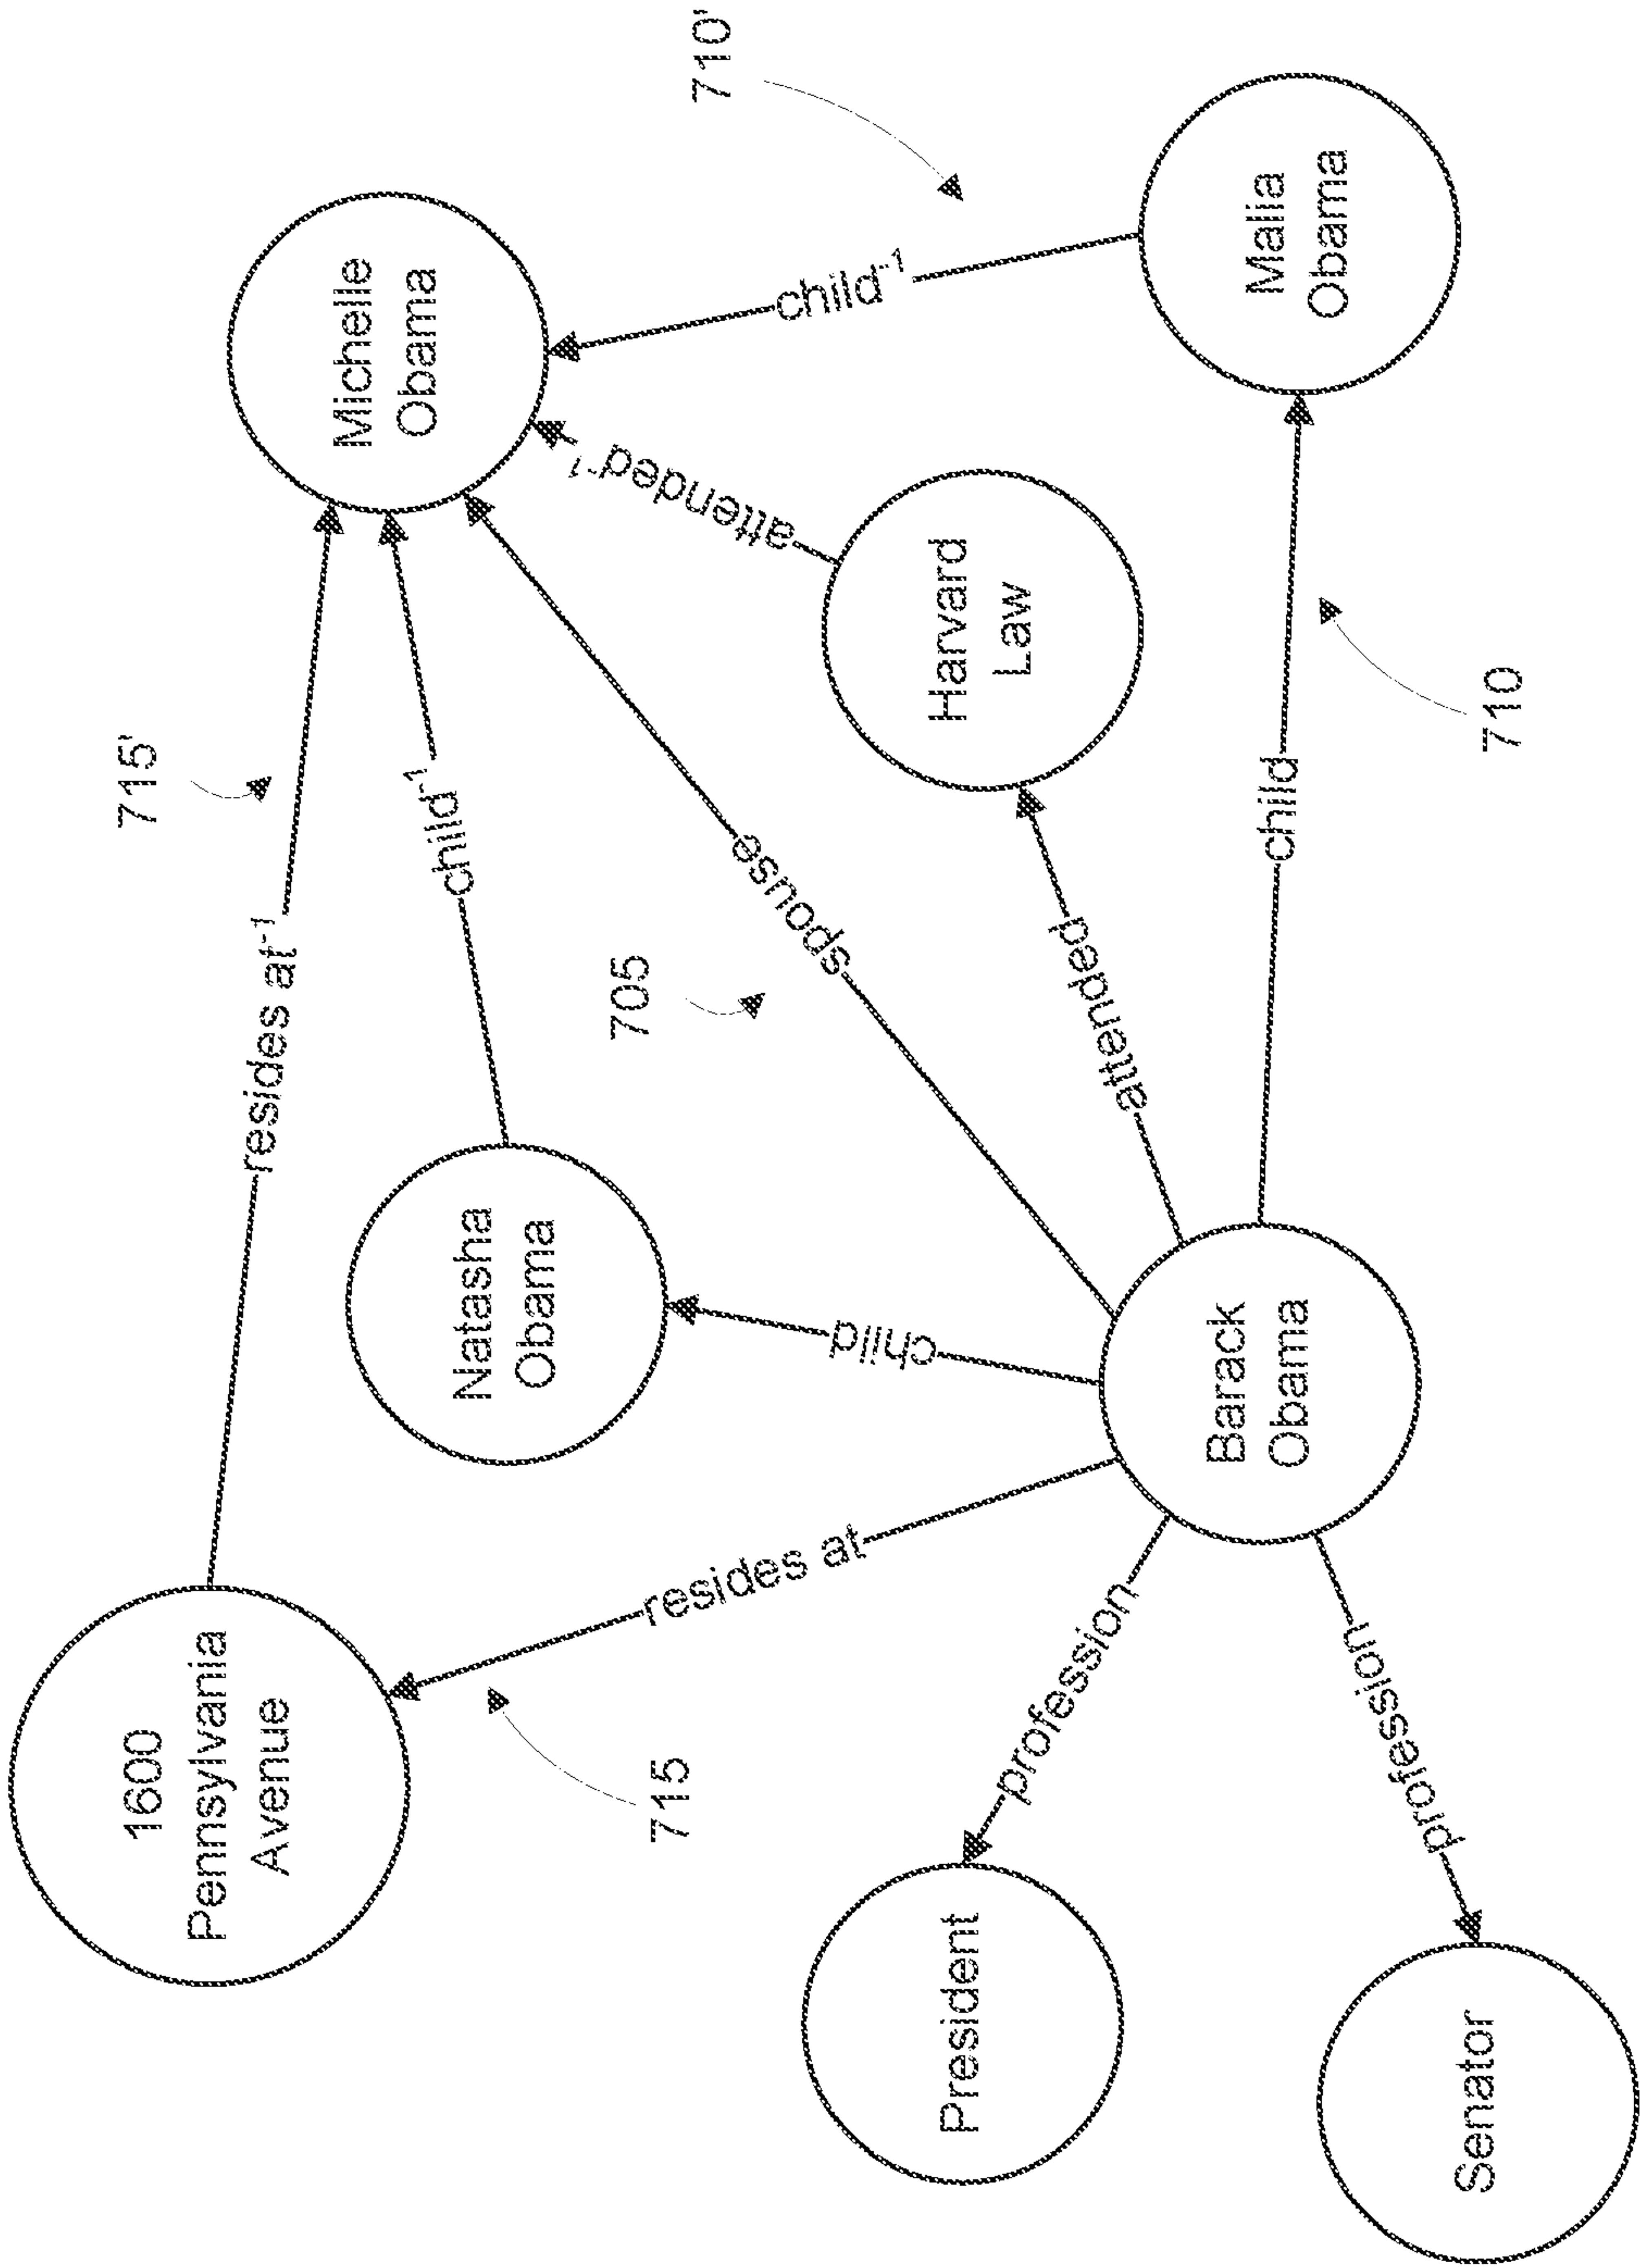 1600
Pennsylvania
Avenue
715'
resides at⁻¹
Michelle
Obama
child⁻¹
Natasha
Obama
705
attended⁻¹
715
resides at
spouse
710'
child
child⁻¹
Harvard
Law
President
profession
attended
Barack
Obama
child
Malia
Obama
profession
Senator
710